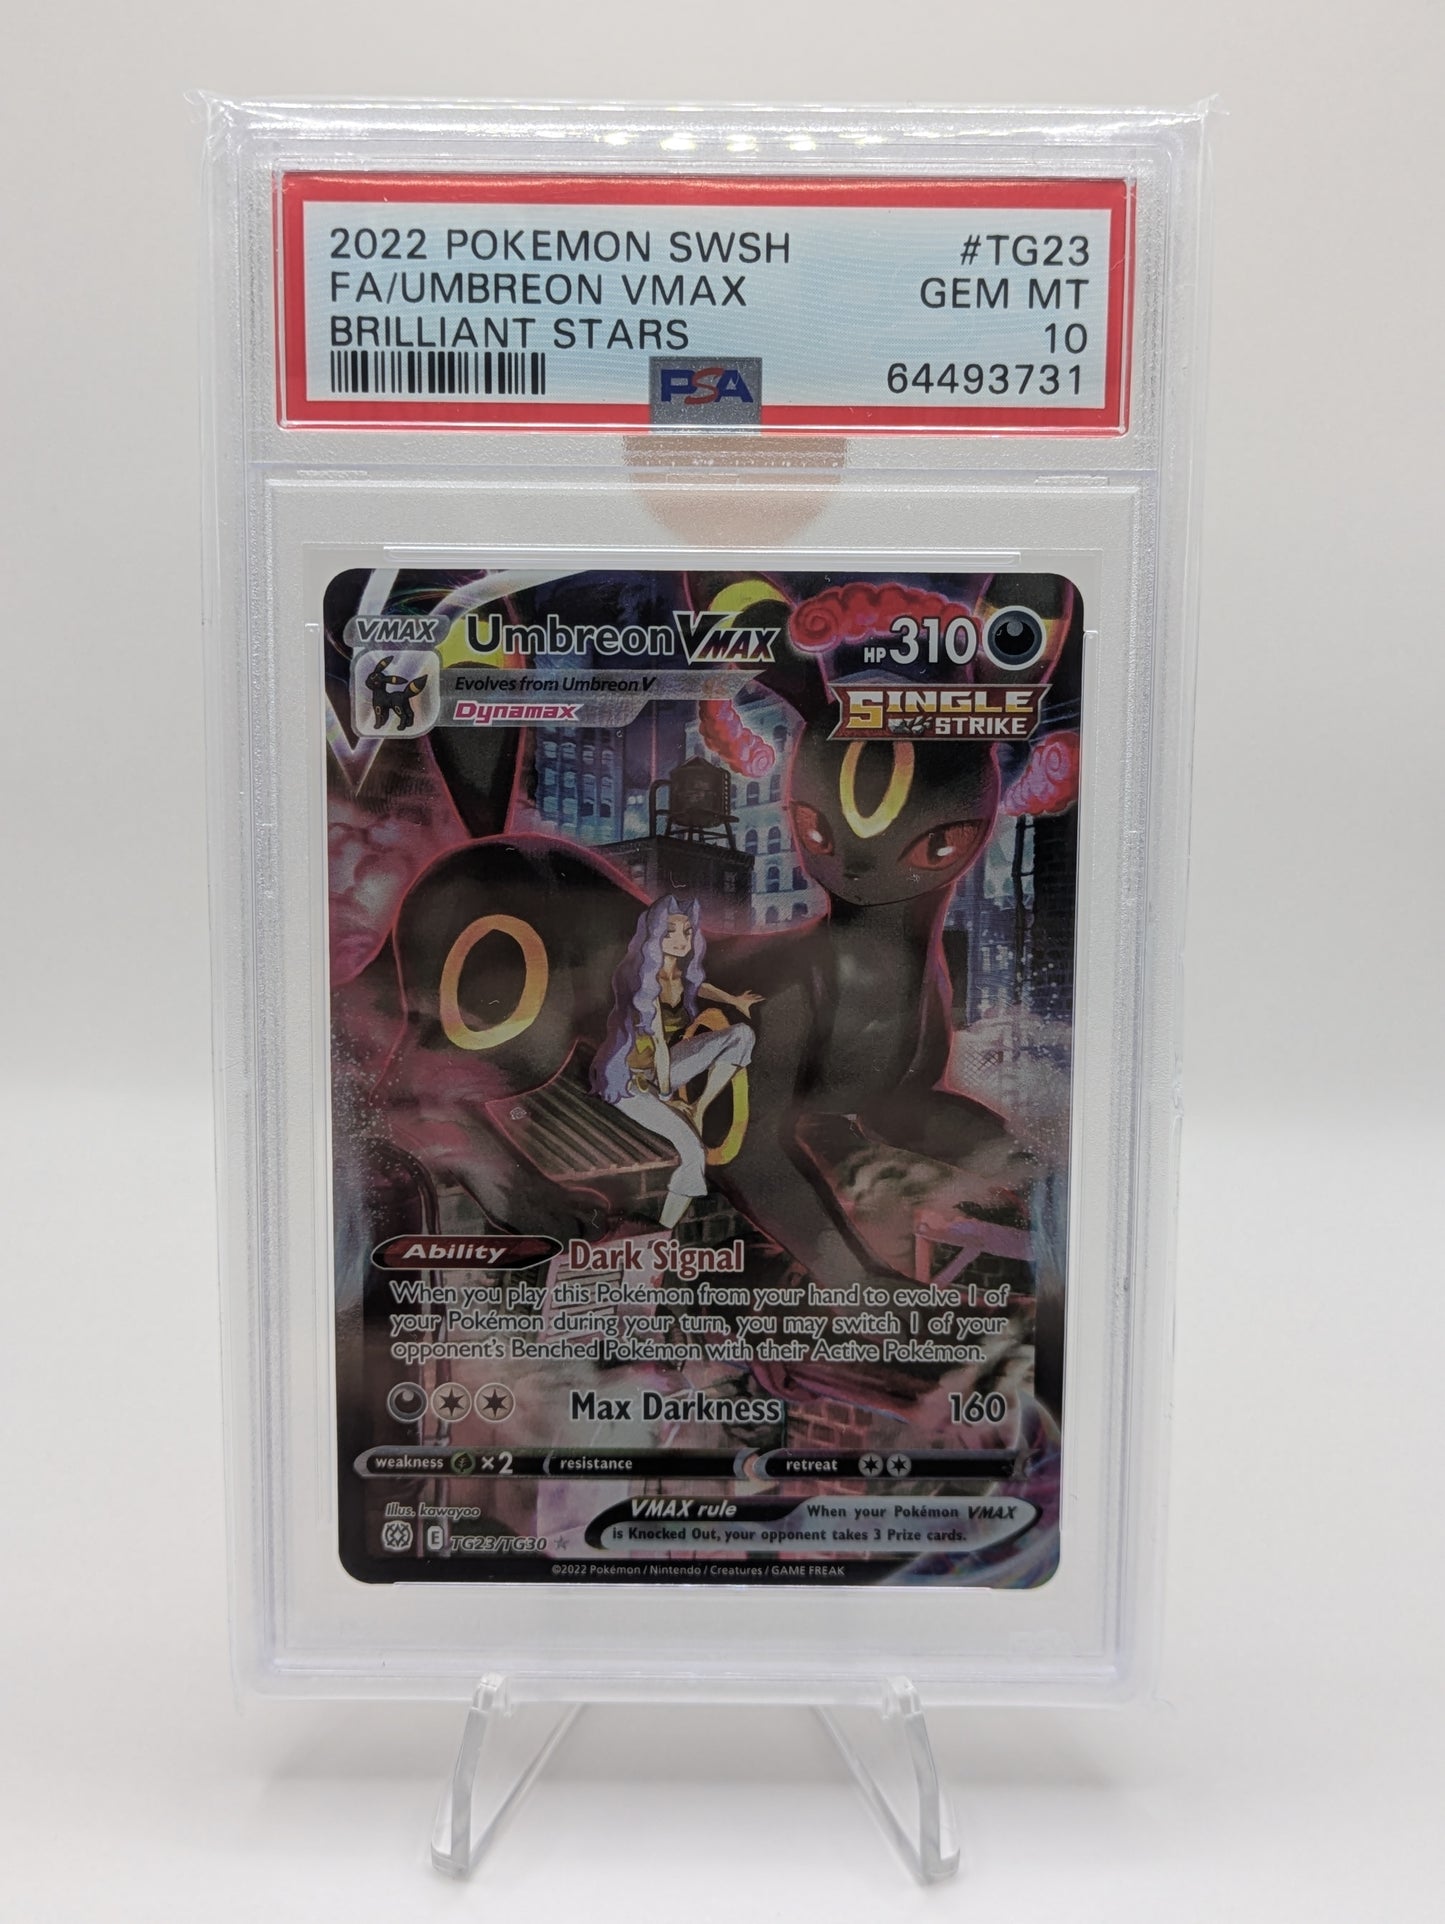 2022 POKEMON SWSH #TG23
FA/UMBREON VMAX GEM MT
BRILLIANT STARS 10
PSA 64493731
VMAX Umbreon VMAX HP 310
Evolves from Umbreon V
Dynamax
SINGLE
STRIKE
Ability Dark Signal
When you play this Pokémon from your hand to evolve 1 of
your Pokémon during your turn, you may switch 1 of your
opponent's Benched Pokémon with their Active Pokémon.
Max Darkness 160
weakness ×2 resistance retreat
Illus. kawayoo
VMAX rule When your Pokémon VMAX
is Knocked Out, your opponent takes 3 Prize cards.
E TG23/TG30
©2022 Pokémon / Nintendo / Creatures / GAME FREAK